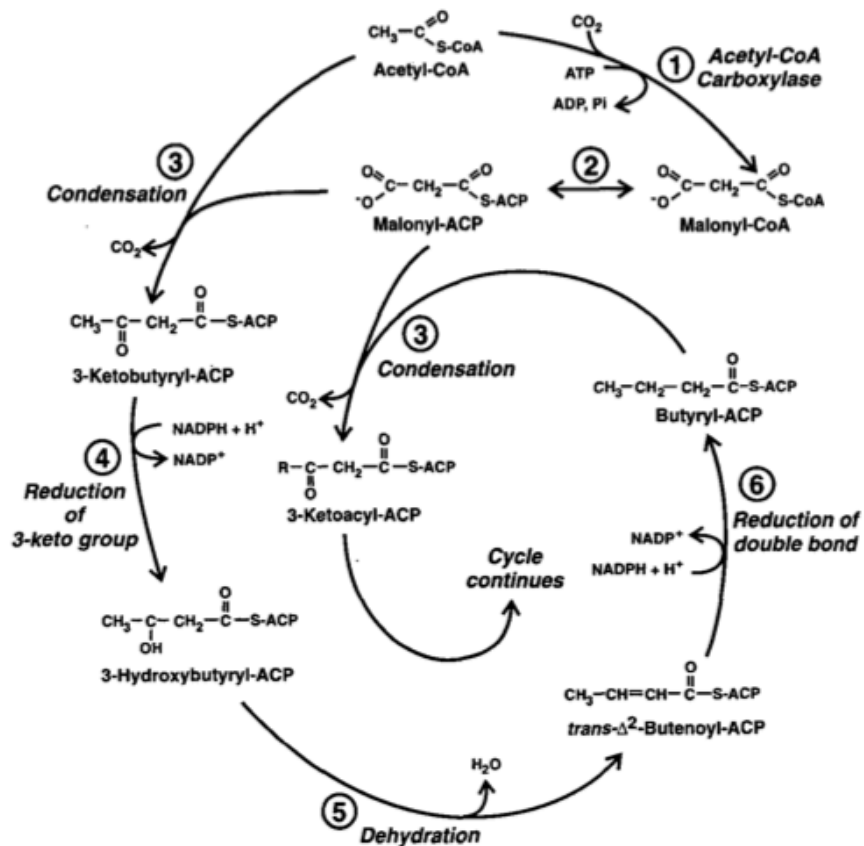 CH₃–C
O
S-CoA
Acetyl-CoA
CO₂
ATP
ADP, Pi
1
Acetyl-CoA
Carboxylase
3
Condensation
CO₂
O
⁻O
C–CH₂–C
O
S-ACP
Malonyl-ACP
2
O
⁻O
C–CH₂–C
O
S-CoA
Malonyl-CoA
O
CH₃–C–CH₂–C–S-ACP
O
3-Ketobutyryl-ACP
3
Condensation
CO₂
O
CH₃–CH₂–CH₂–C–S-ACP
Butyryl-ACP
4
Reduction
of
3-keto group
NADPH + H⁺
NADP⁺
O
R–C–CH₂–C–S-ACP
O
3-Ketoacyl-ACP
Cycle
continues
6
Reduction of
double bond
NADP⁺
NADPH + H⁺
O
CH₃–C–CH₂–C–S-ACP
OH
3-Hydroxybutyryl-ACP
O
CH₃–CH=CH–C–S-ACP
trans-Δ²-Butenoyl-ACP
H₂O
5
Dehydration